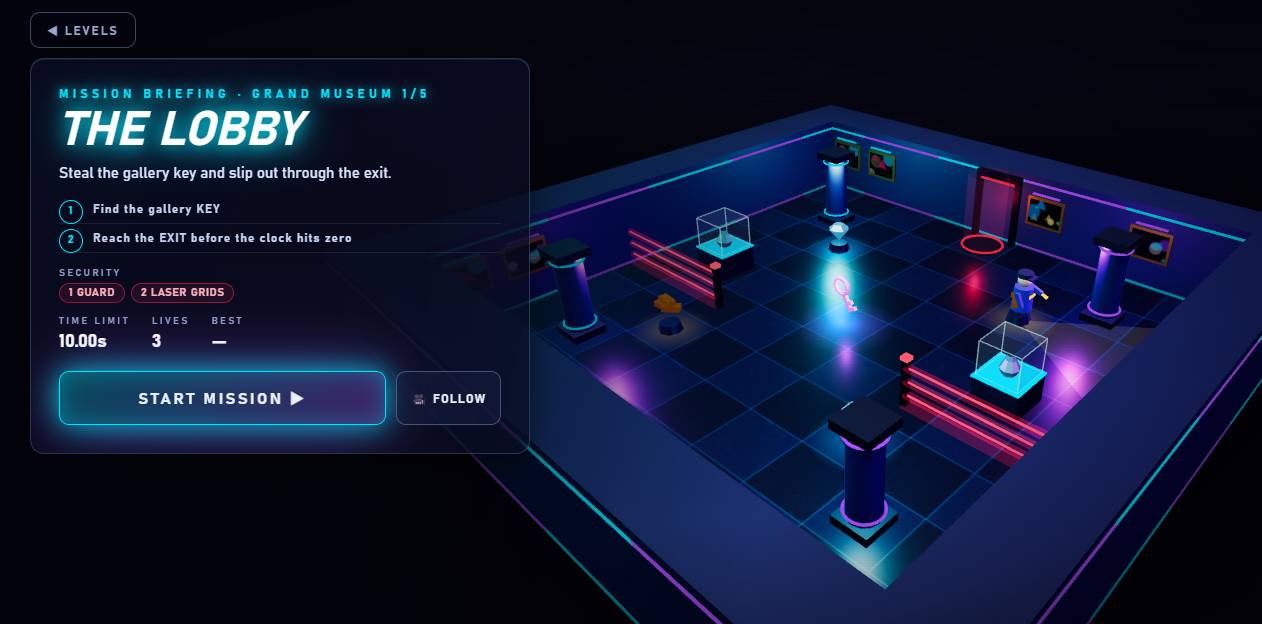 ◀ LEVELS
MISSION BRIEFING · GRAND MUSEUM 1/5
THE LOBBY
Steal the gallery key and slip out through the exit.
1 Find the gallery KEY
2 Reach the EXIT before the clock hits zero
SECURITY
1 GUARD 2 LASER GRIDS
TIME LIMIT LIVES BEST
10.00s 3 —
START MISSION ▶ FOLLOW